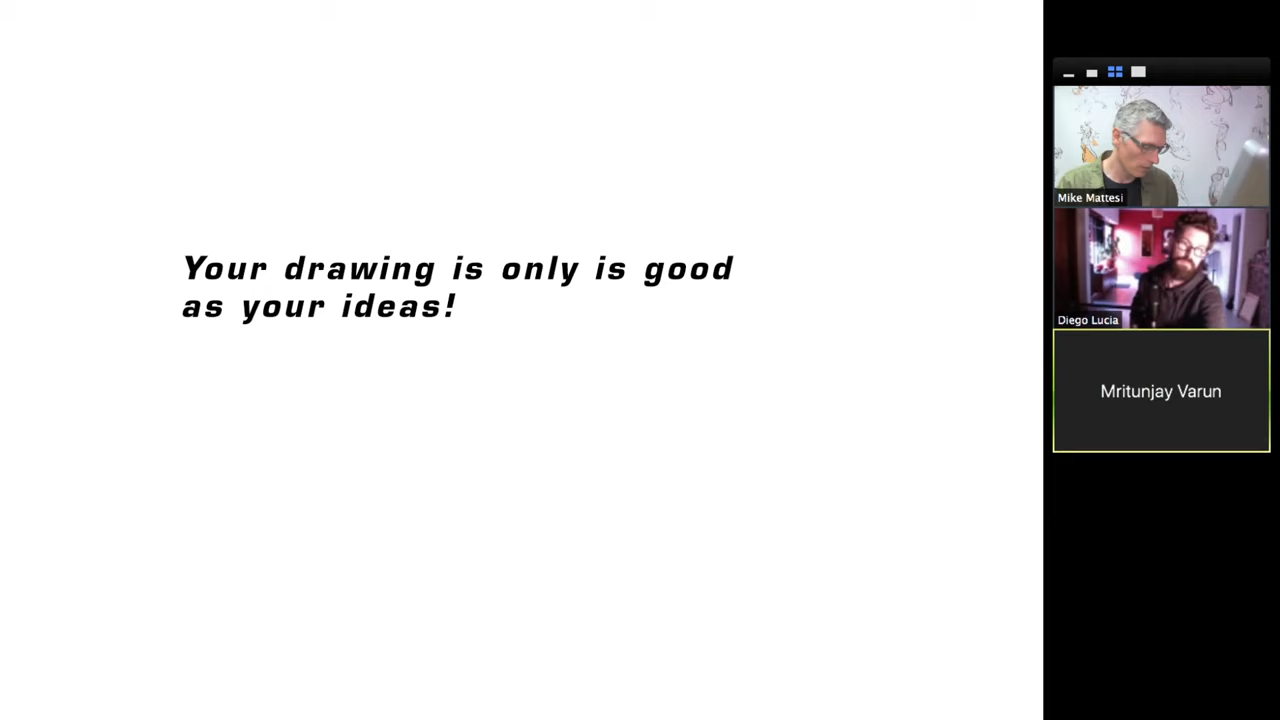 Your drawing is only is good
as your ideas!
Mike Mattesi
Diego Lucia
Mritunjay Varun